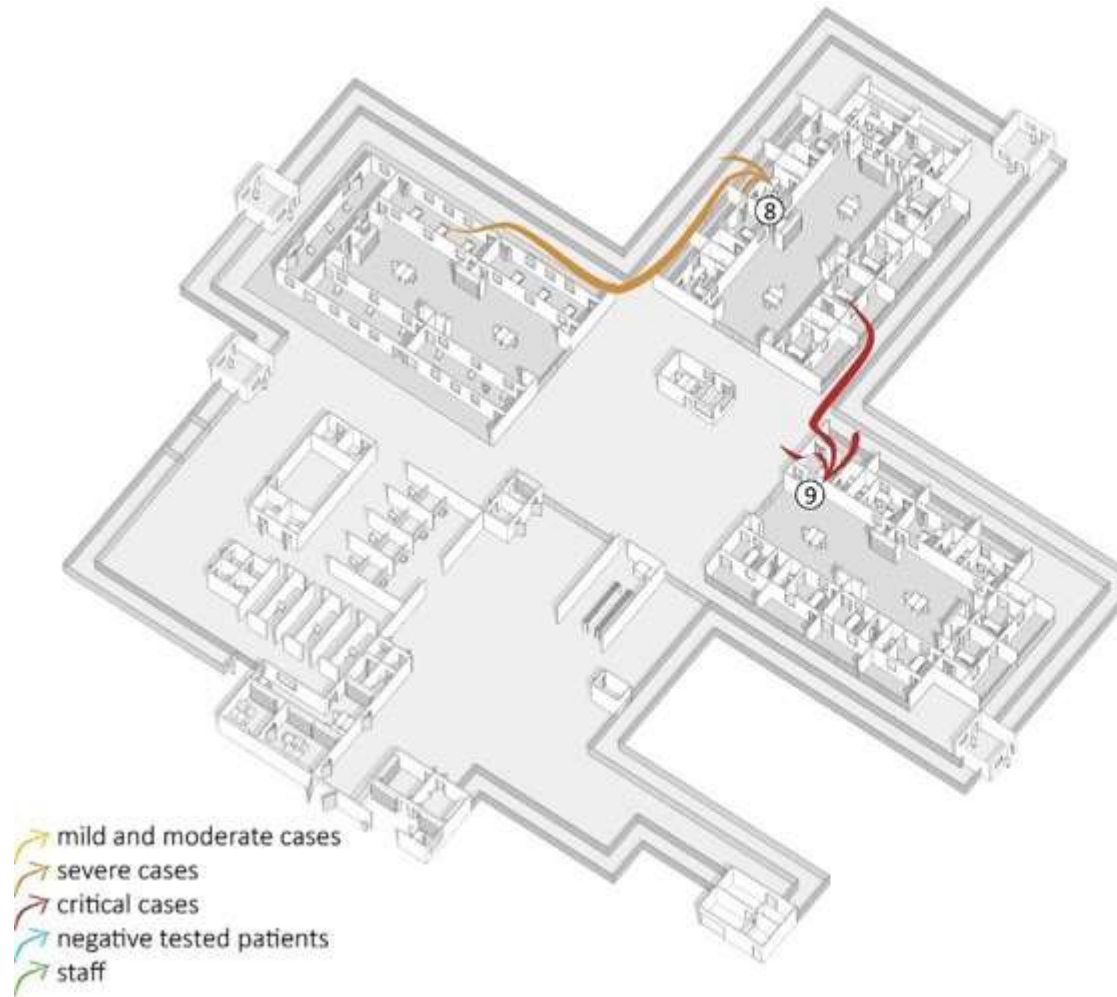 8
9
mild and moderate cases
severe cases
critical cases
negative tested patients
staff